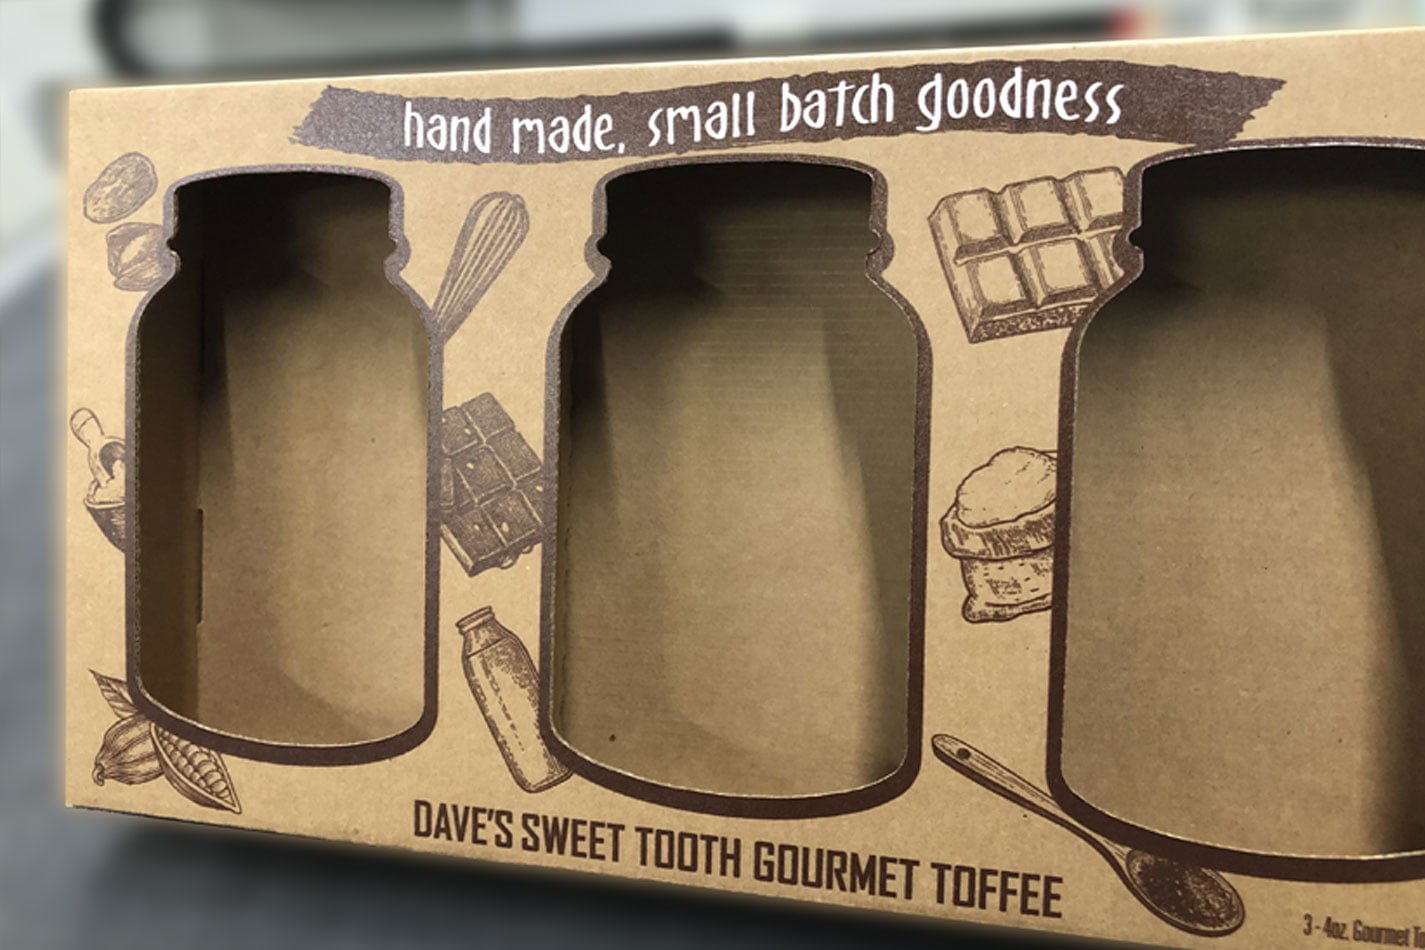 hand made, small batch goodness
DAVE'S SWEET TOOTH GOURMET TOFFEE
3 - 4oz. Gourmet